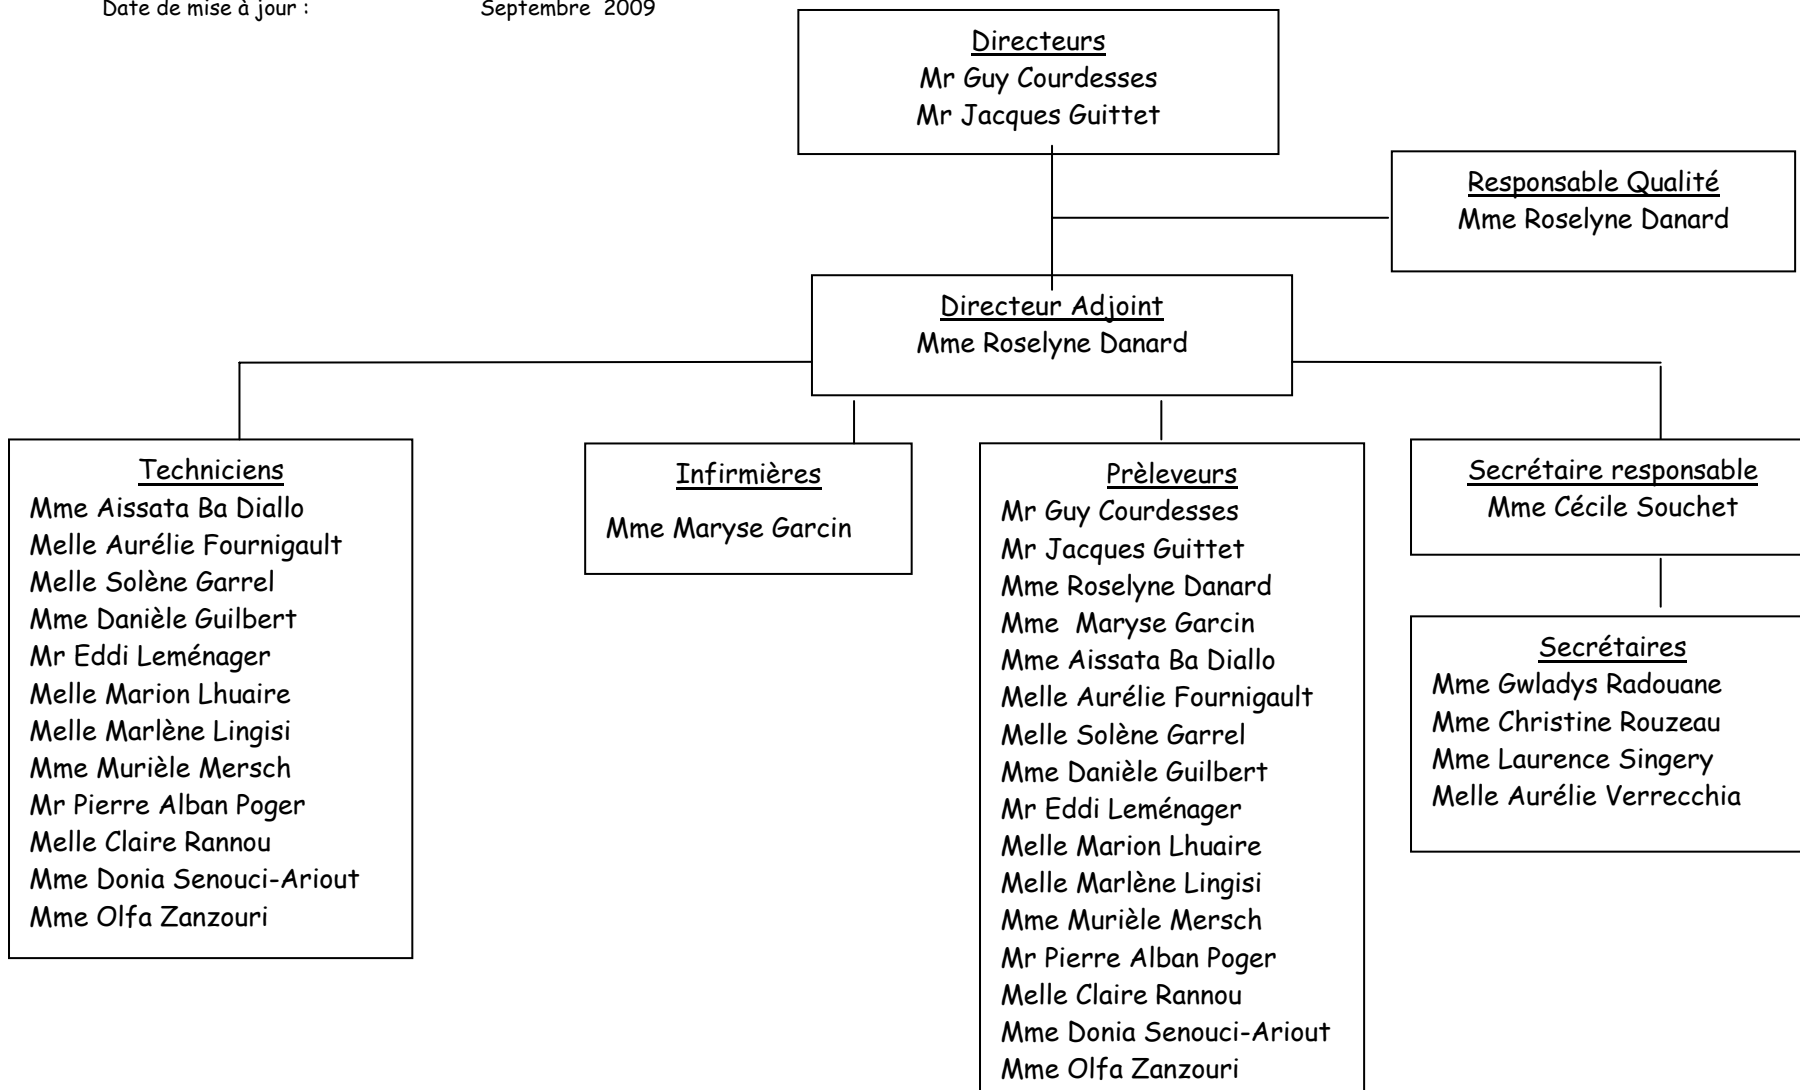 Date de mise à jour : Septembre 2009
Directeurs
Mr Guy Courdesses
Mr Jacques Guittet
Responsable Qualité
Mme Roselyne Danard
Directeur Adjoint
Mme Roselyne Danard
Techniciens
Mme Aissata Ba Diallo
Melle Aurélie Fournigault
Melle Solène Garrel
Mme Danièle Guilbert
Mr Eddi Leménager
Melle Marion Lhuaire
Melle Marlène Lingisi
Mme Murièle Mersch
Mr Pierre Alban Poger
Melle Claire Rannou
Mme Donia Senouci-Ariout
Mme Olfa Zanzouri
Infirmières
Mme Maryse Garcin
Prèleveurs
Mr Guy Courdesses
Mr Jacques Guittet
Mme Roselyne Danard
Mme Maryse Garcin
Mme Aissata Ba Diallo
Melle Aurélie Fournigault
Melle Solène Garrel
Mme Danièle Guilbert
Mr Eddi Leménager
Melle Marion Lhuaire
Melle Marlène Lingisi
Mme Murièle Mersch
Mr Pierre Alban Poger
Melle Claire Rannou
Mme Donia Senouci-Ariout
Mme Olfa Zanzouri
Secrétaire responsable
Mme Cécile Souchet
Secrétaires
Mme Gwladys Radouane
Mme Christine Rouzeau
Mme Laurence Singery
Melle Aurélie Verrecchia